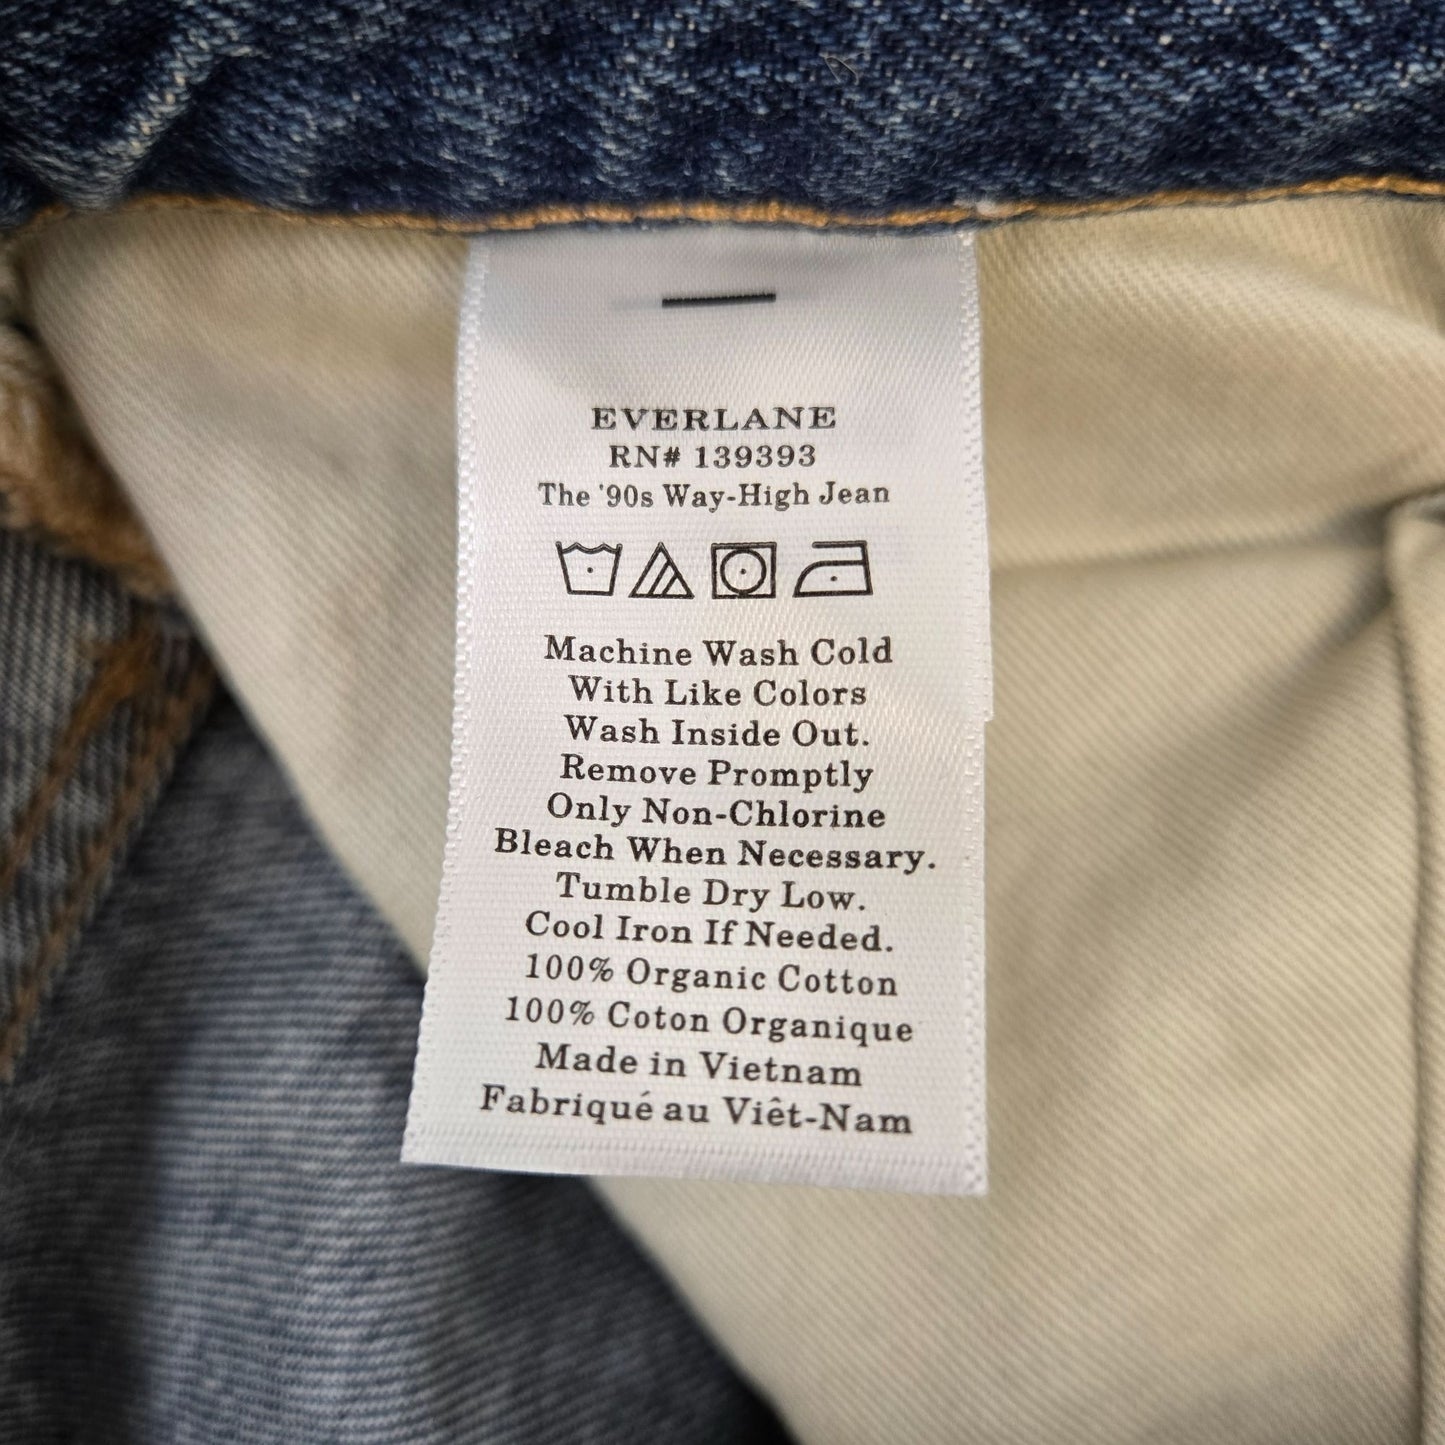 EVERLANE
RN# 139393
The '90s Way-High Jean
Machine Wash Cold
With Like Colors
Wash Inside Out.
Remove Promptly
Only Non-Chlorine
Bleach When Necessary.
Tumble Dry Low.
Cool Iron If Needed.
100% Organic Cotton
100% Coton Organique
Made in Vietnam
Fabriqué au Viêt-Nam